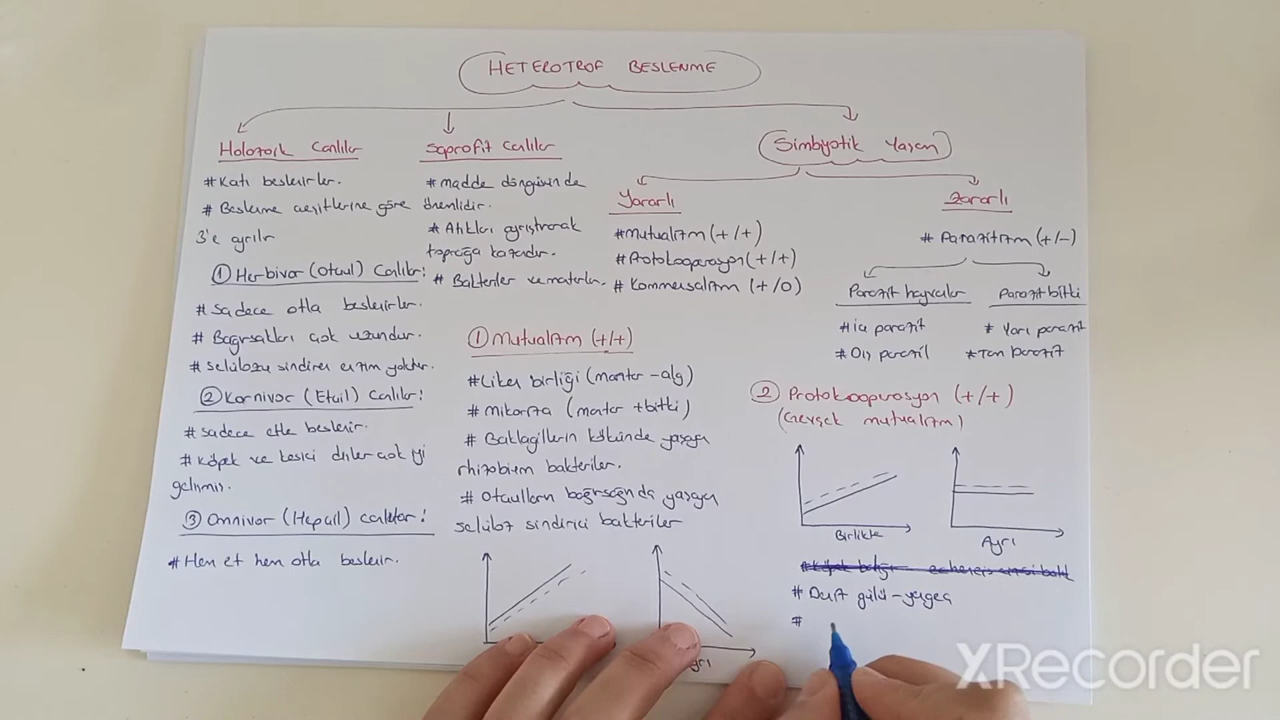 HETEROTROF BESLENME
Holozoik Canlılar
#Katı beslenirler.
# Beslenme çeşitlerine göre
3'e ayrılır
① Herbivor (Otçul) Canlılar:
#Sadece otla beslenirler.
#Bağırsakları çok uzundur.
#Selülozu sindiren enzim yoktur.
② Karnivor (Etçil) Canlılar:
#Sadece etle beslenir.
#Köpek ve kesici dişler çok iyi
gelişmiş.
③ Omnivor (Hepçil) Canlılar:
#Hem et hem otla beslenir.
Saprofit Canlılar
#madde döngüsünde
önemlidir.
#Atıkları ayrıştırarak
toprağa kazandır.
# Bakteriler ve mantarlar.
Simbiyotik Yaşam
Yararlı
#Mutualizm (+/+)
#Protokooperasyon (+/+)
# Kommensalizm (+/0)
Zararlı
# Parazitizm (+/-)
Parazit hayvanlar
#İç parazit
#Dış parazit
Parazit bitki
# Yarı parazit
#Tam parazit
① Mutualizm (+/+)
#Liken birliği (mantar-alg)
#Mikoriza (mantar + bitki)
# Baklagillerin kökünde yaşayan
rhizobium bakteriler.
# Otçulların bağırsağında yaşayan
selüloz sindirici bakteriler
② Protokooperasyon (+/+)
(Gevşek mutualizm)
Birlikte
Ayrı
# Deniz gülü-yengeç
#
XRecorder